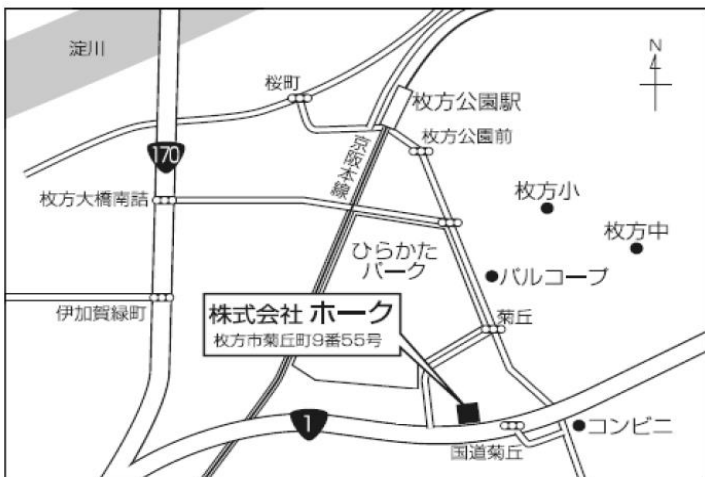 淀川
N
桜町
枚方公園駅
枚方公園前
170
京阪本線
枚方大橋南詰
枚方小
枚方中
ひらかた
パーク
パルコープ
伊加賀緑町
株式会社 ホーク
枚方市菊丘町9番55号
菊丘
1
国道菊丘
コンビニ